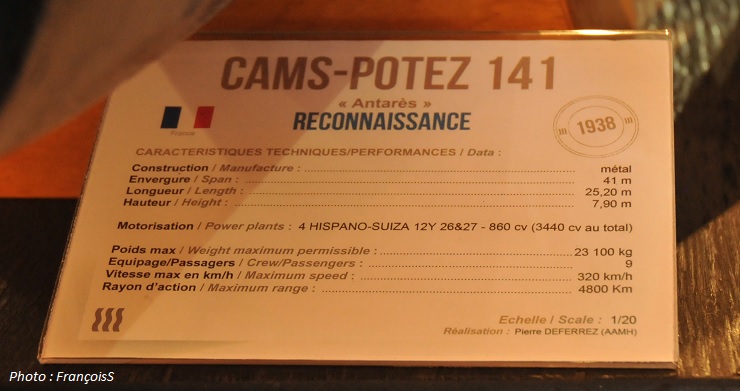 CAMS-POTEZ 141
« Antarès »
RECONNAISSANCE
1938
CARACTERISTIQUES TECHNIQUES/PERFORMANCES / Data :
Construction / Manufacture : métal
Envergure / Span : 41 m
Longueur / Length : 25,20 m
Hauteur / Height : 7,90 m
Motorisation / Power plants : 4 HISPANO-SUIZA 12Y 26&27 - 860 cv (3440 cv au total)
Poids max / Weight maximum permissible : 23 100 kg
Equipage/Passagers / Crew/Passengers : 9
Vitesse max en km/h / Maximum speed : 320 km/h
Rayon d'action / Maximum range : 4800 Km
Echelle / Scale : 1/20
Réalisation : Pierre DEFERREZ (AAMH)
Photo : FrançoisS